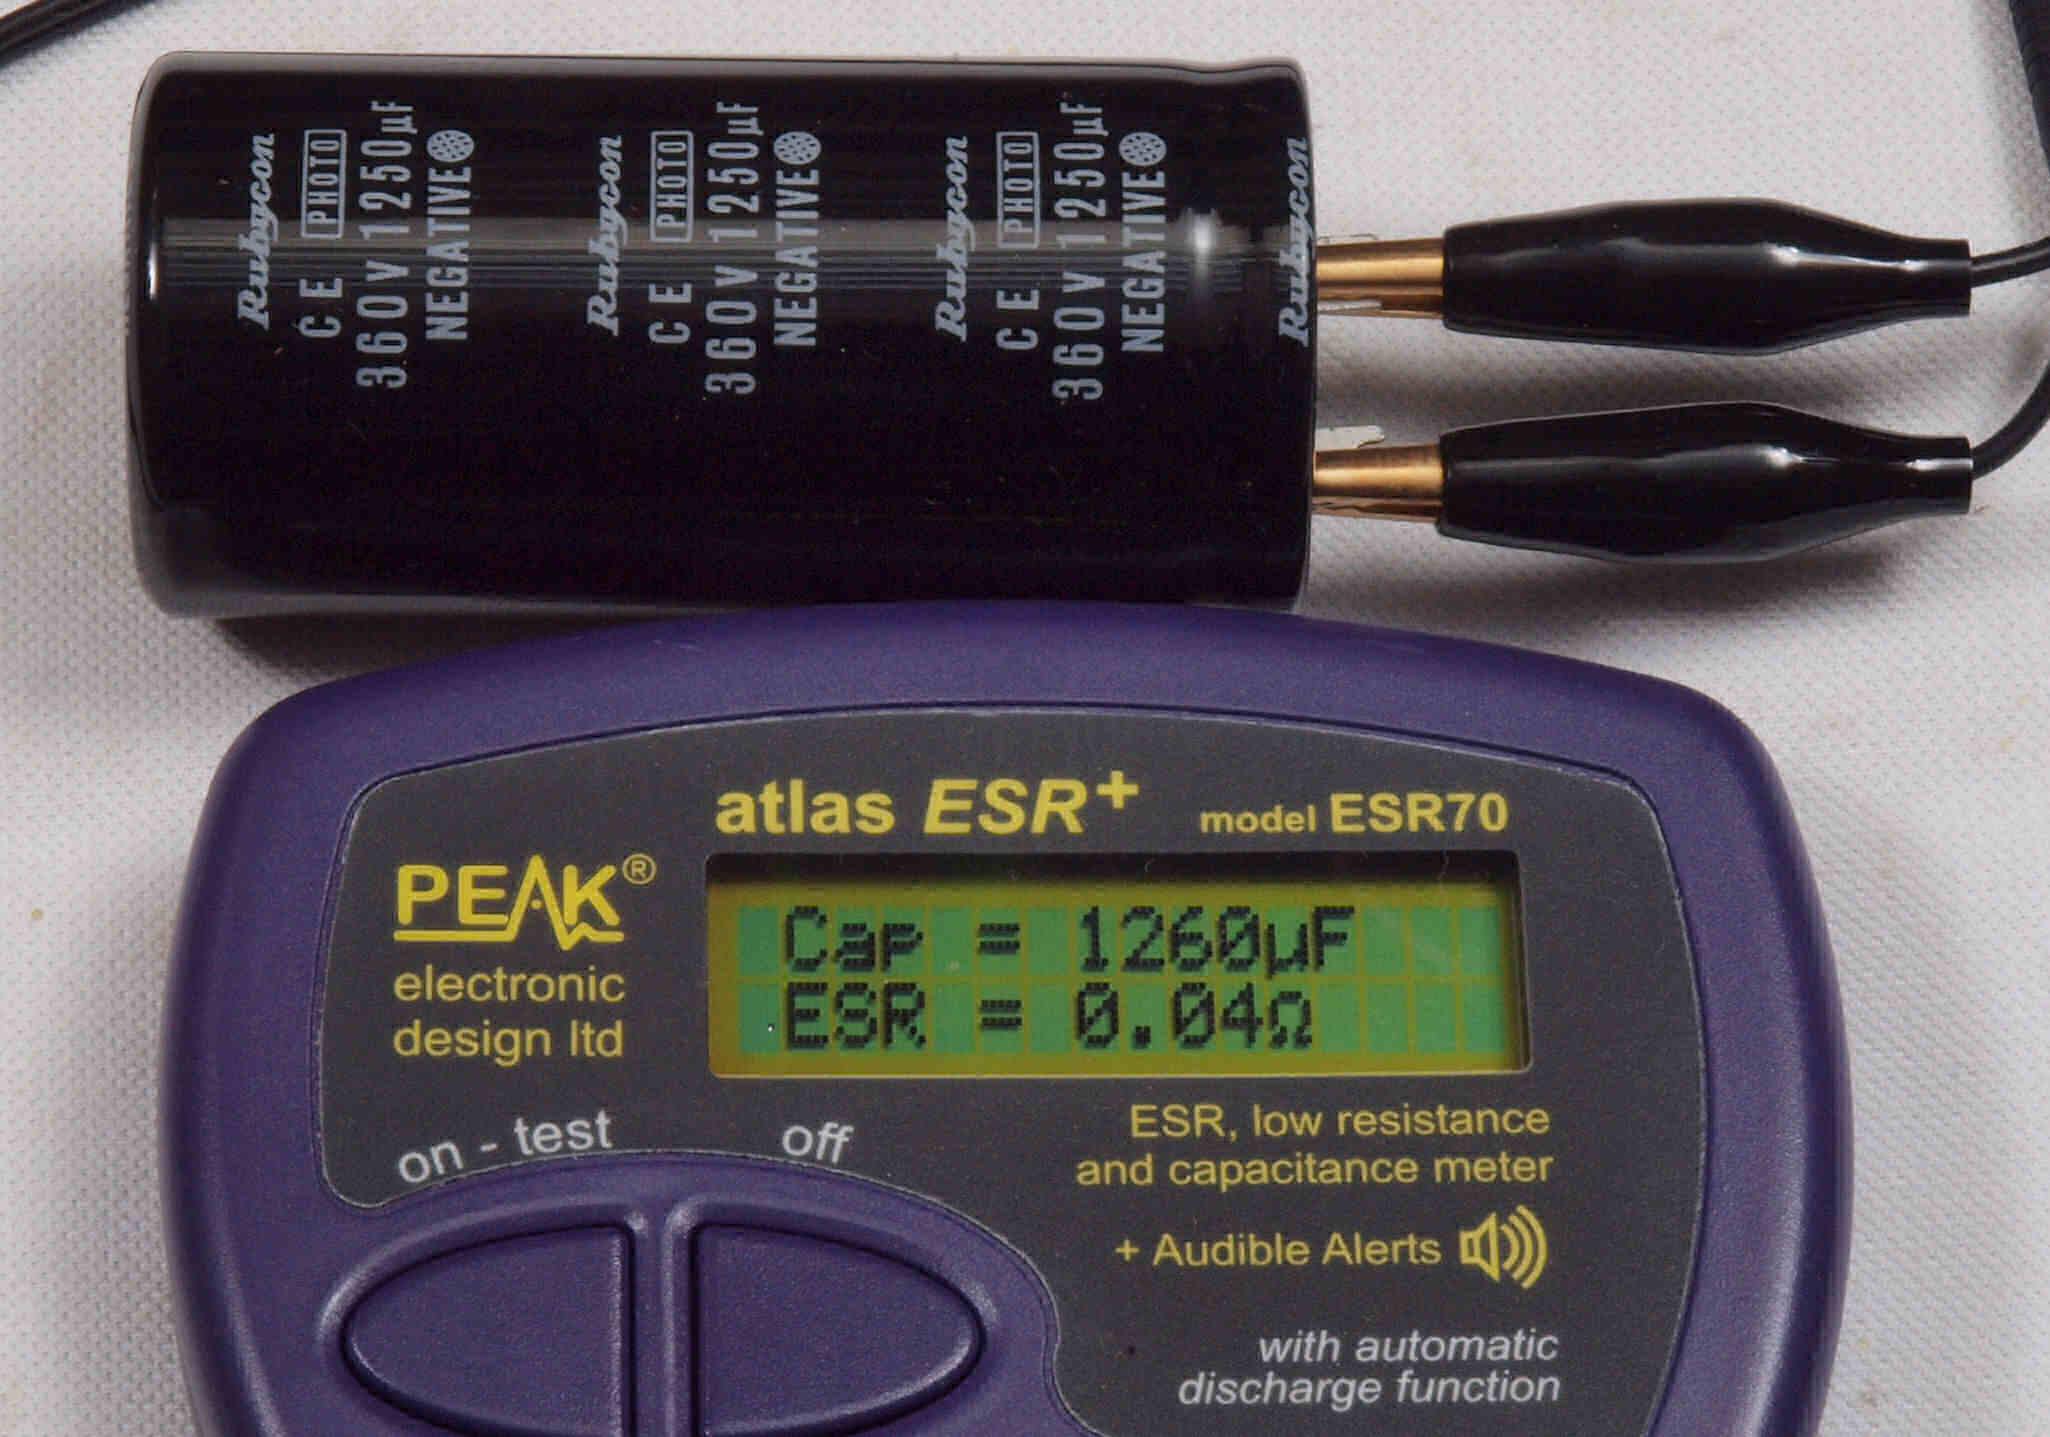 Rubycon
CE PHOTO
360V 1250µF
NEGATIVE
Rubycon
CE PHOTO
360V 1250µF
NEGATIVE
Rubycon
CE PHOTO
360V 1250µF
NEGATIVE
Rubycon
atlas ESR+ model ESR70
PEAK®
electronic
design ltd
Cap = 1260µF
ESR = 0.04Ω
on - test
off
ESR, low resistance
and capacitance meter
+ Audible Alerts
with automatic
discharge function